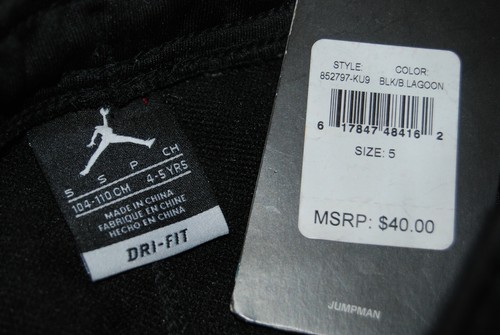 S S P CH
104-110 CM 4-5 YRS
MADE IN CHINA
FABRIQUE EN CHINE
HECHO EN CHINA
DRI-FIT
STYLE: COLOR:
852797-KU9 BLK/B.LAGOON
6 17847 48416 2
SIZE: 5
MSRP: $40.00
JUMPMAN